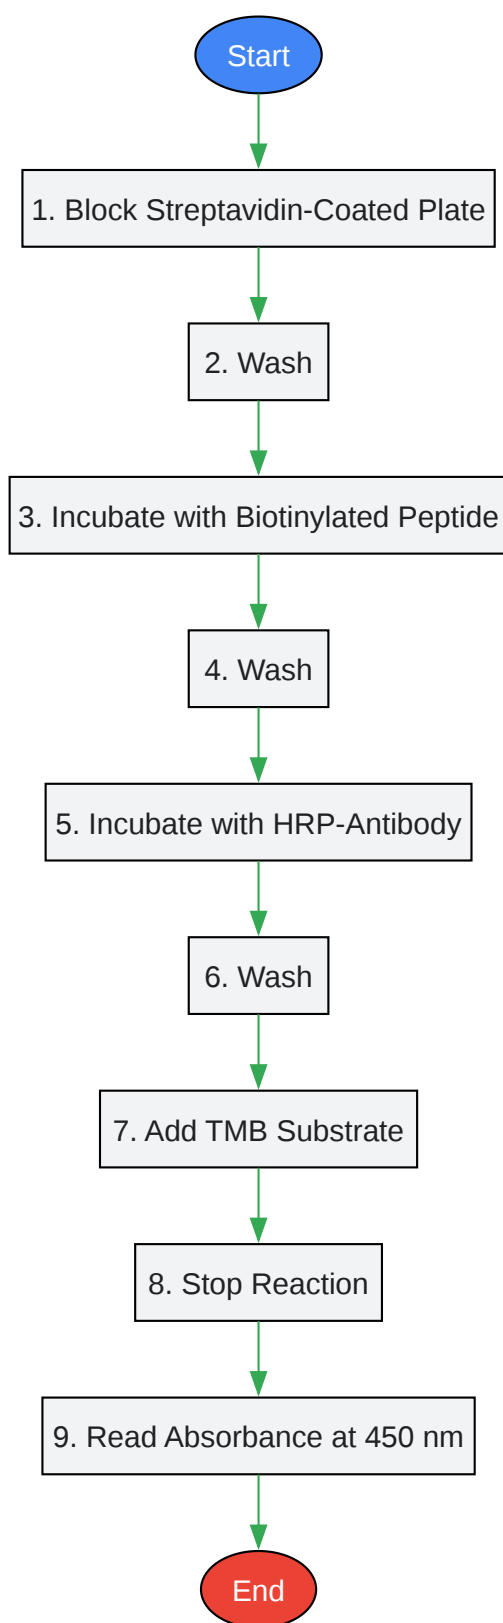 Start
1. Block Streptavidin-Coated Plate
2. Wash
3. Incubate with Biotinylated Peptide
4. Wash
5. Incubate with HRP-Antibody
6. Wash
7. Add TMB Substrate
8. Stop Reaction
9. Read Absorbance at 450 nm
End